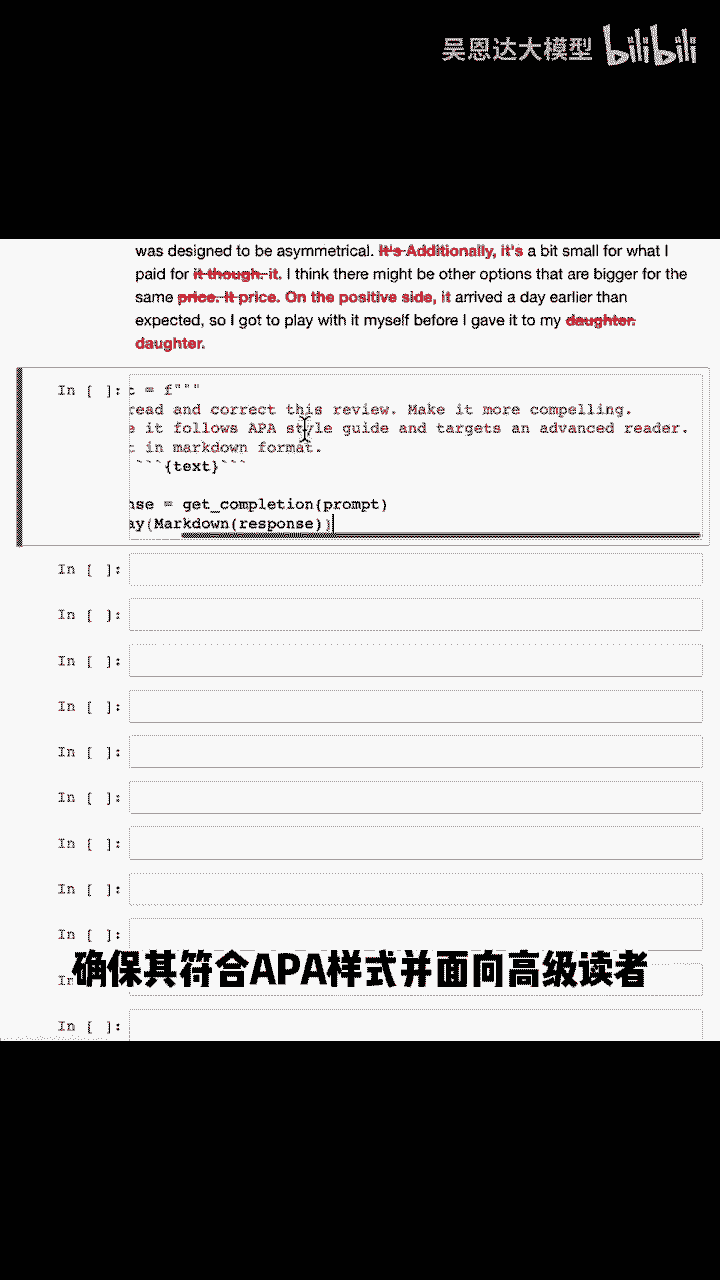 吴恩达大模型 bilibili
was designed to be asymmetrical. It's Additionally, it's a bit small for what I
paid for it though. it. I think there might be other options that are bigger for the
same price. It price. On the positive side, it arrived a day earlier than
expected, so I got to play with it myself before I gave it to my daughter.
daughter.
In [ ]: t = f"""
read and correct this review. Make it more compelling.
e it follows APA style guide and targets an advanced reader.
t in markdown format.
```{text}```
nse = get_completion(prompt)
ay(Markdown(response))
In [ ]:
In [ ]:
In [ ]:
In [ ]:
In [ ]:
In [ ]:
In [ ]:
In [ ]:
In [ ]:
确保其符合APA样式并面向高级读者
In
In [ ]: